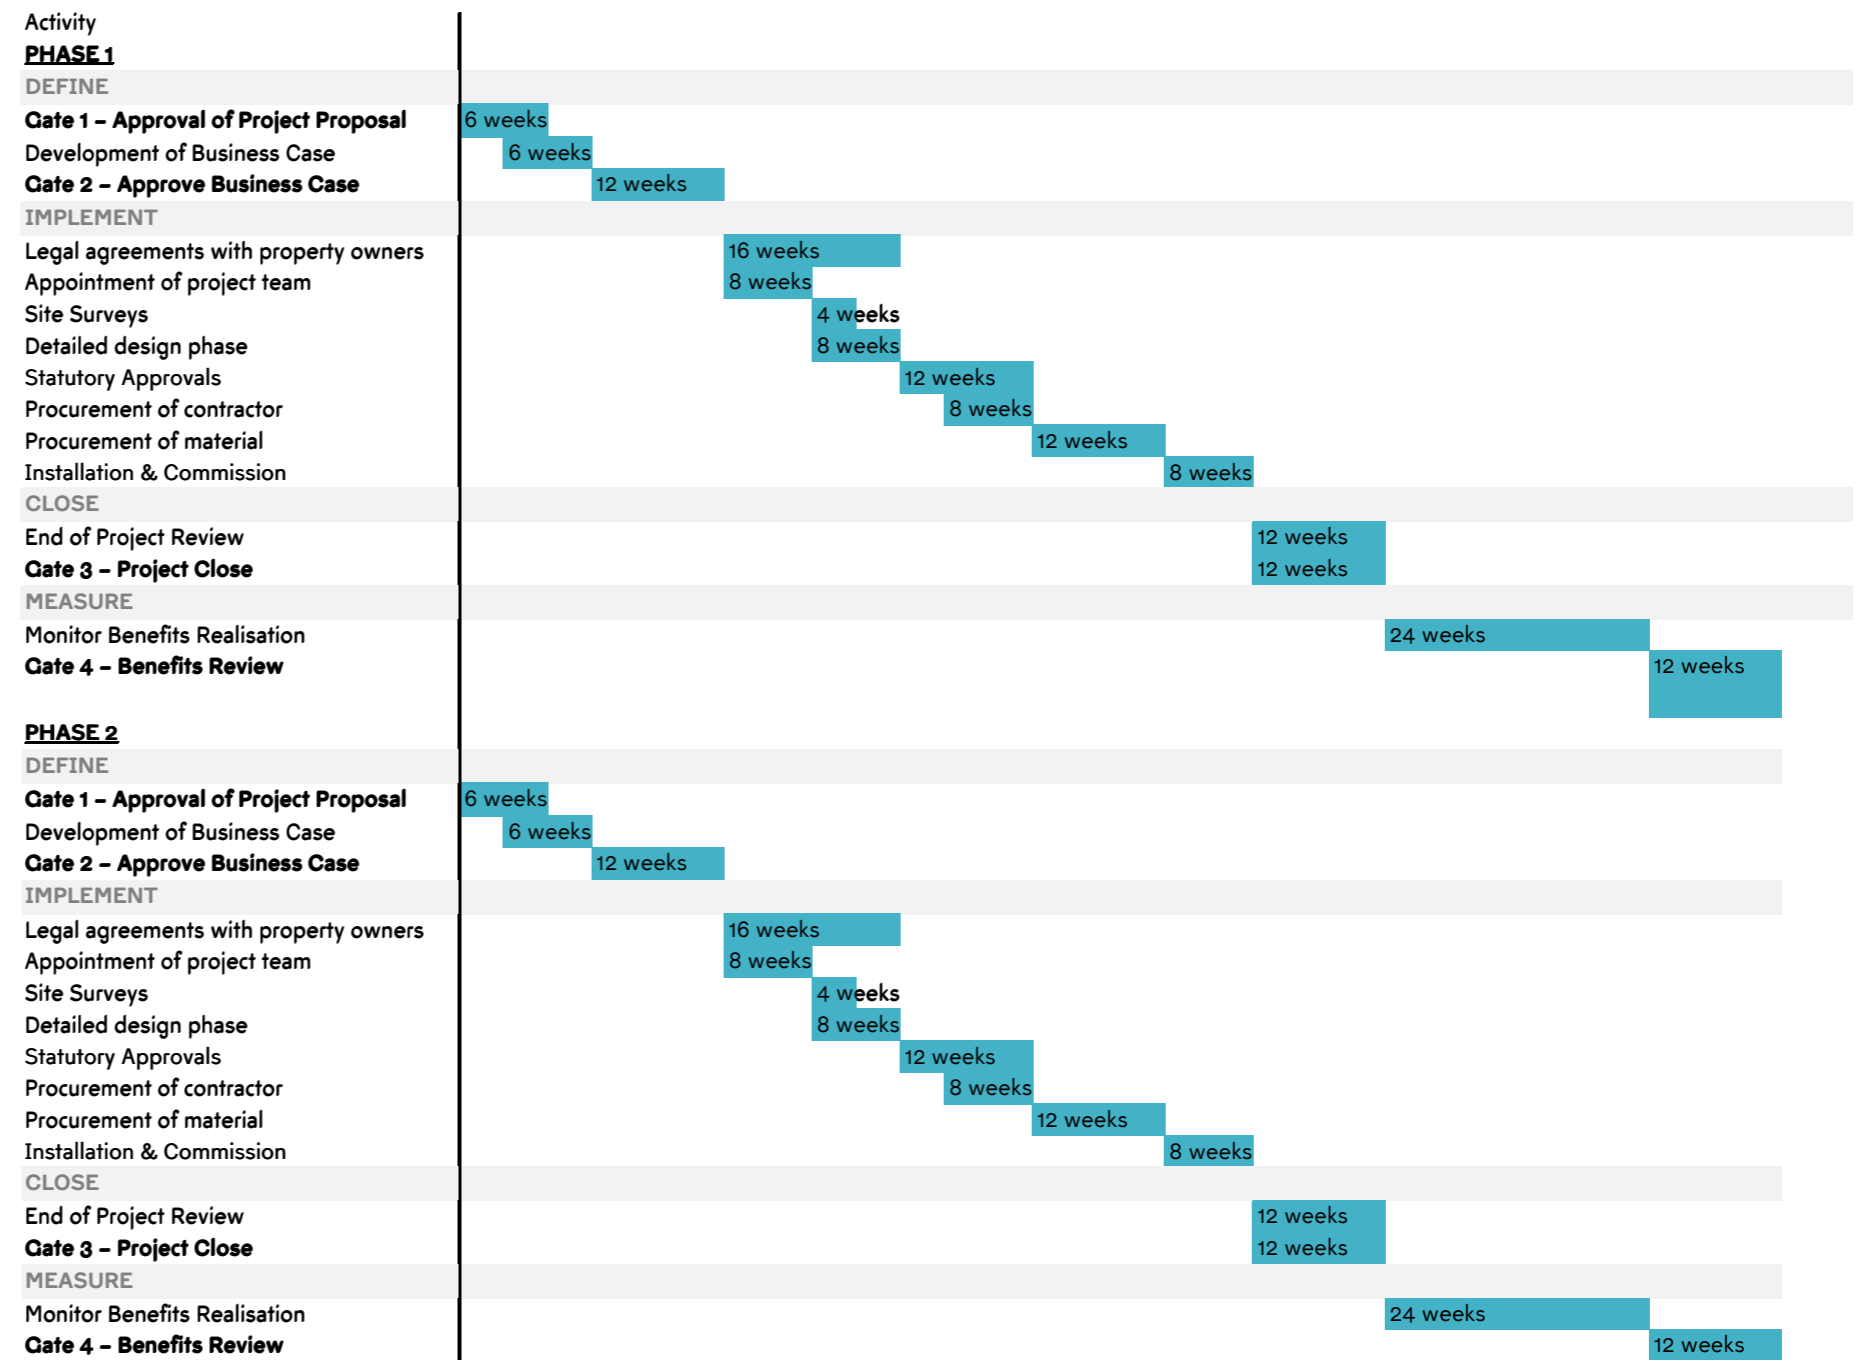 Activity
PHASE 1
DEFINE
Gate 1 – Approval of Project Proposal 6 weeks
Development of Business Case 6 weeks
Gate 2 – Approve Business Case 12 weeks
IMPLEMENT
Legal agreements with property owners 16 weeks
Appointment of project team 8 weeks
Site Surveys 4 weeks
Detailed design phase 8 weeks
Statutory Approvals 12 weeks
Procurement of contractor 8 weeks
Procurement of material 12 weeks
Installation & Commission 8 weeks
CLOSE
End of Project Review 12 weeks
Gate 3 – Project Close 12 weeks
MEASURE
Monitor Benefits Realisation 24 weeks
Gate 4 – Benefits Review 12 weeks
PHASE 2
DEFINE
Gate 1 – Approval of Project Proposal 6 weeks
Development of Business Case 6 weeks
Gate 2 – Approve Business Case 12 weeks
IMPLEMENT
Legal agreements with property owners 16 weeks
Appointment of project team 8 weeks
Site Surveys 4 weeks
Detailed design phase 8 weeks
Statutory Approvals 12 weeks
Procurement of contractor 8 weeks
Procurement of material 12 weeks
Installation & Commission 8 weeks
CLOSE
End of Project Review 12 weeks
Gate 3 – Project Close 12 weeks
MEASURE
Monitor Benefits Realisation 24 weeks
Gate 4 – Benefits Review 12 weeks